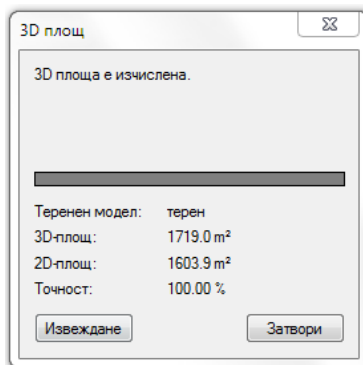 3D площ
3D площа е изчислена.
Теренен модел: терен
3D-площ: 1719.0 m²
2D-площ: 1603.9 m²
Точност: 100.00 %
Извеждане Затвори